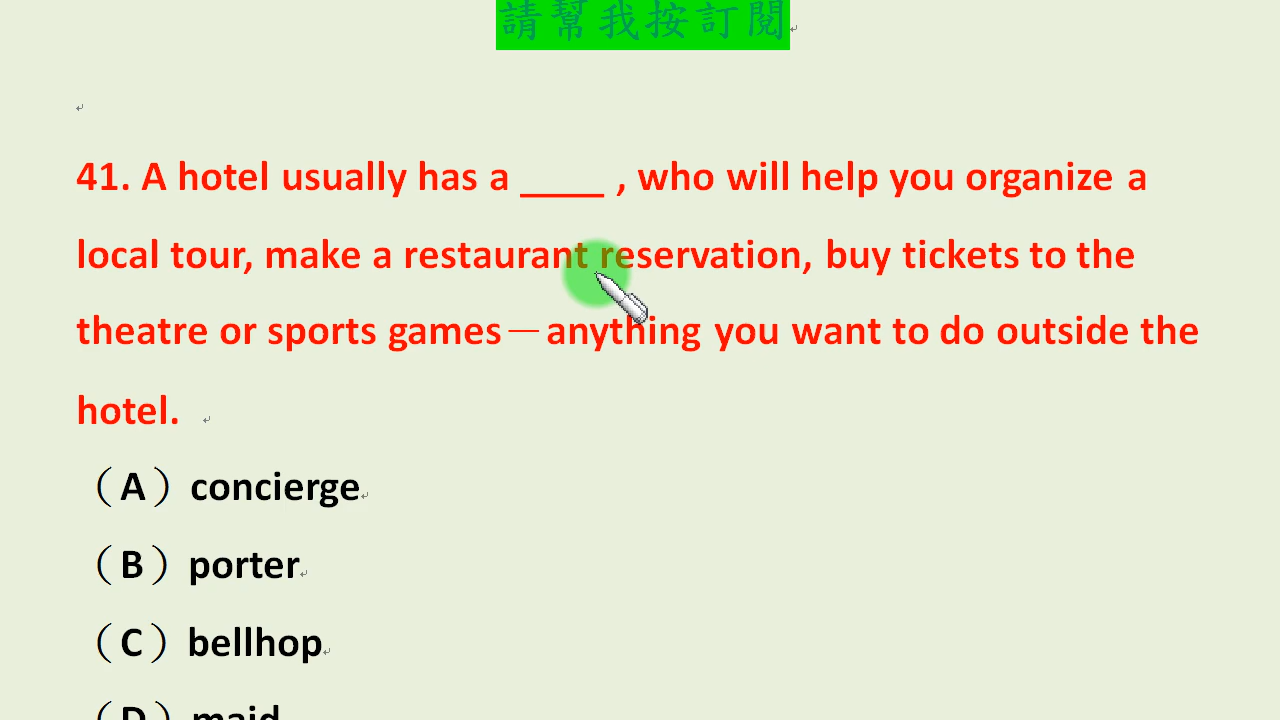 請幫我按訂閱
41. A hotel usually has a ____ , who will help you organize a
local tour, make a restaurant reservation, buy tickets to the
theatre or sports games－anything you want to do outside the
hotel.
（A）concierge
（B）porter
（C）bellhop
（D）maid